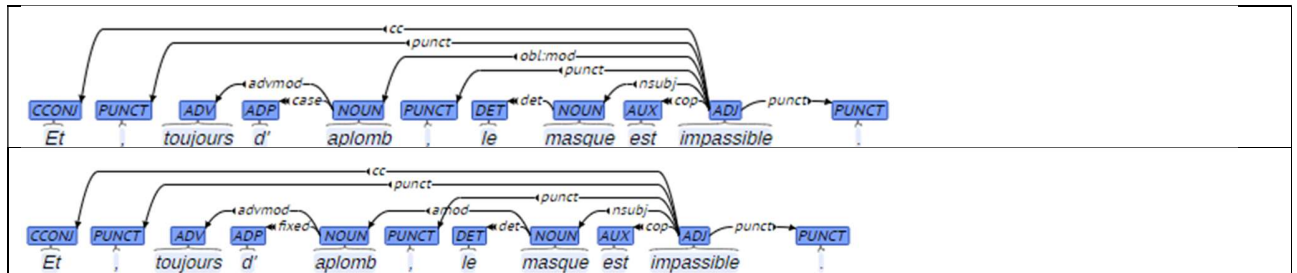 cc
punct
obl:mod
punct
advmod case nsubj det cop punct
CCONJ PUNCT ADV ADP NOUN PUNCT DET NOUN AUX ADJ PUNCT
Et , toujours d' aplomb , le masque est impassible .
cc
punct
punct
advmod fixed amod det nsubj cop punct
CCONJ PUNCT ADV ADP NOUN PUNCT DET NOUN AUX ADJ PUNCT
Et , toujours d' aplomb , le masque est impassible .